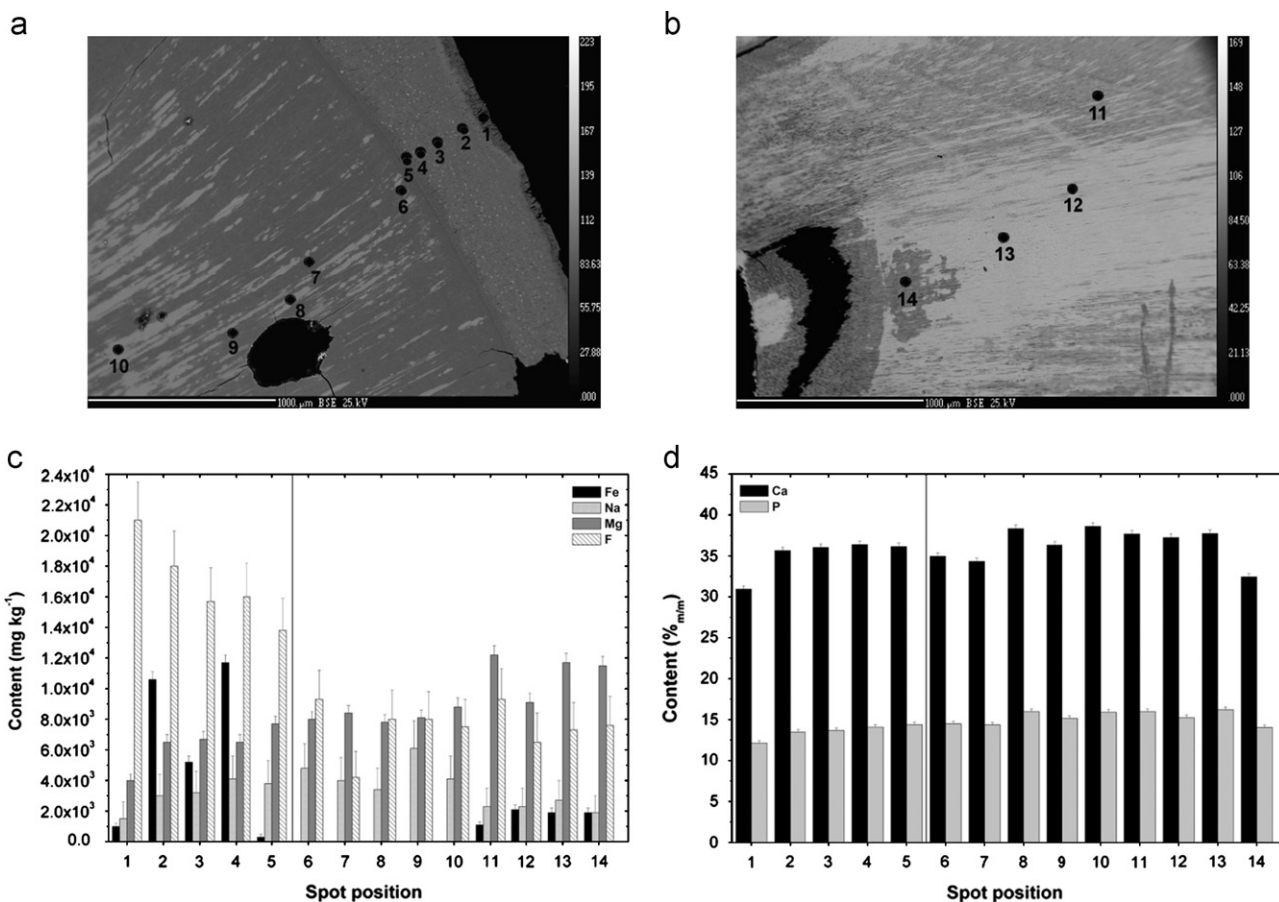 a
223
195
167
139
112
83.63
55.75
27.88
.000
1
2
3
4
5
6
7
8
9
10
1000.µm BSE 25.kV
b
169
148
127
106
84.50
63.38
42.25
21.13
.000
11
12
13
14
1000.µm BSE 25.kV
c
Content (mg kg⁻¹)
2.4x10⁴
2.2x10⁴
2.0x10⁴
1.8x10⁴
1.6x10⁴
1.4x10⁴
1.2x10⁴
1.0x10⁴
8.0x10³
6.0x10³
4.0x10³
2.0x10³
0.0
Fe
Na
Mg
F
1 2 3 4 5 6 7 8 9 10 11 12 13 14
Spot position
d
Content (%m/m)
45
40
35
30
25
20
15
10
5
0
Ca
P
1 2 3 4 5 6 7 8 9 10 11 12 13 14
Spot position